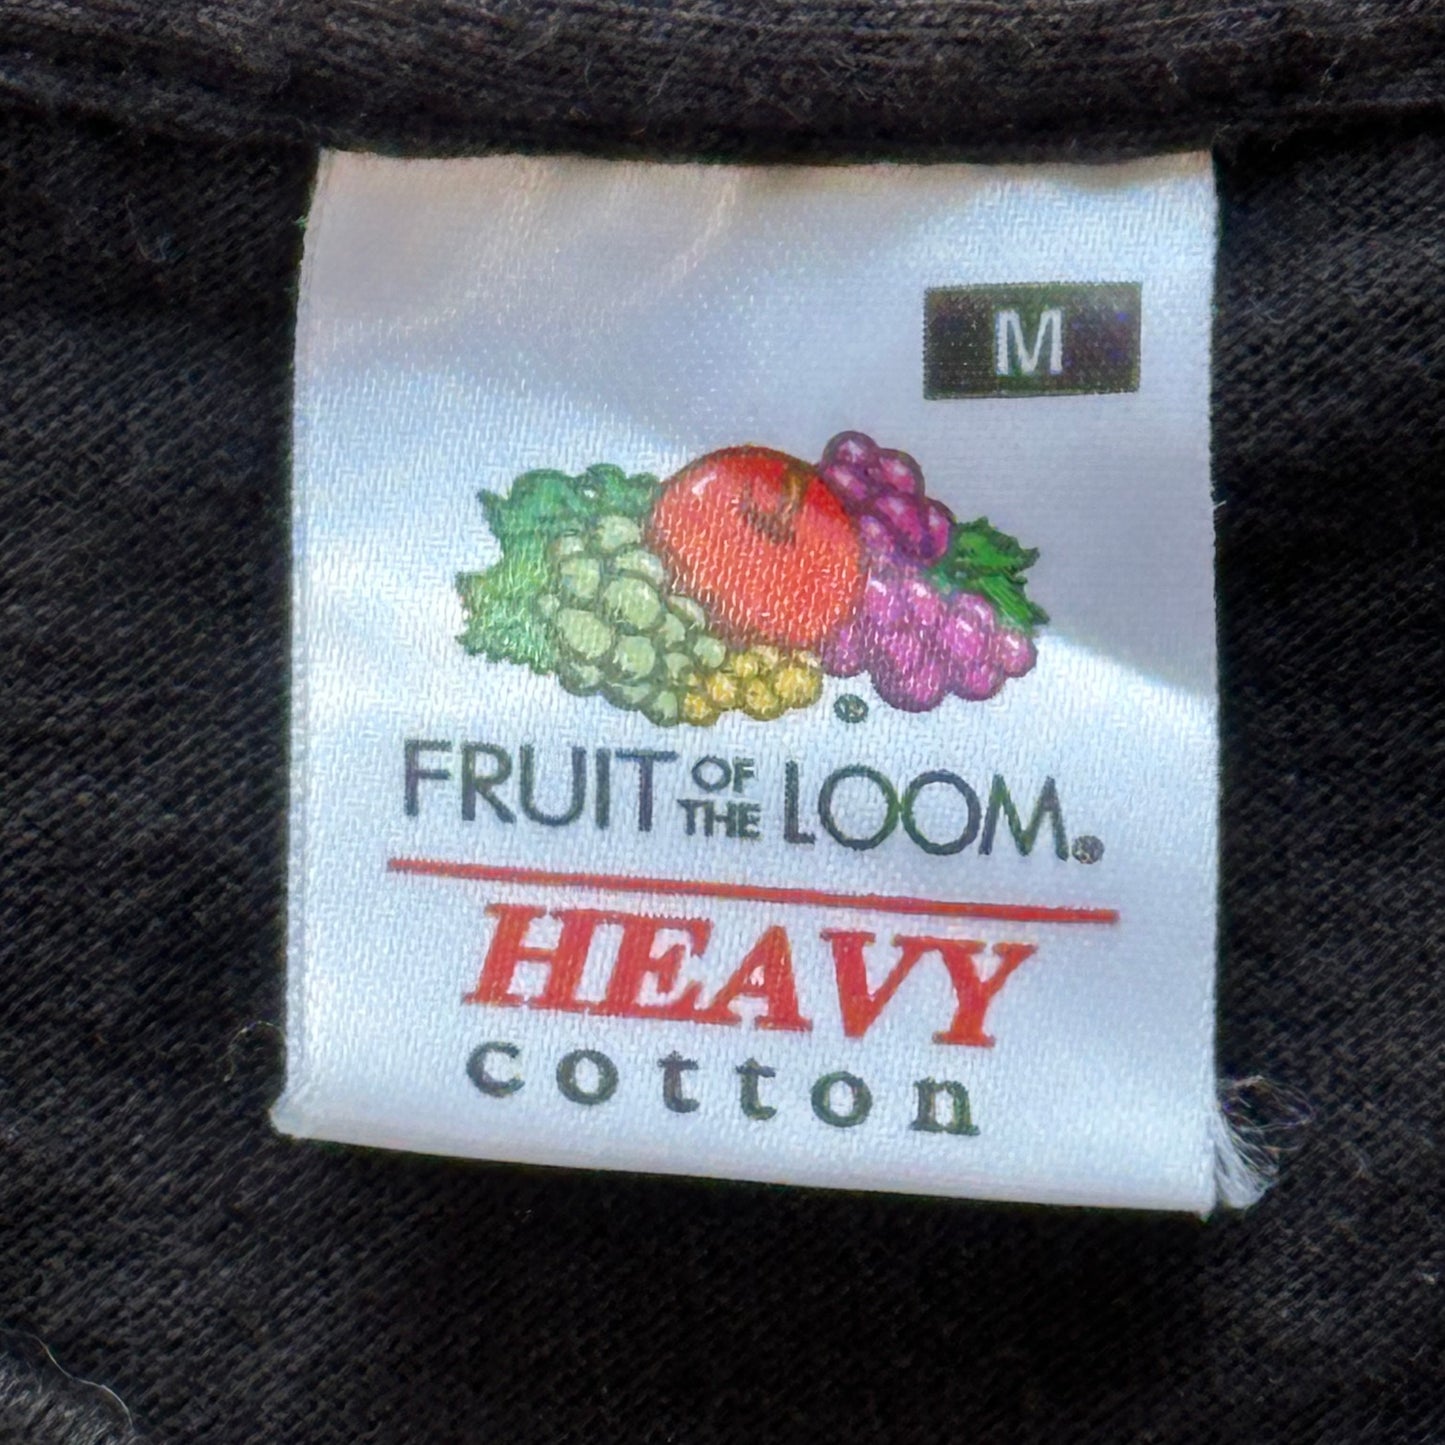 M
®
FRUIT OF THE LOOM®
HEAVY
cotton